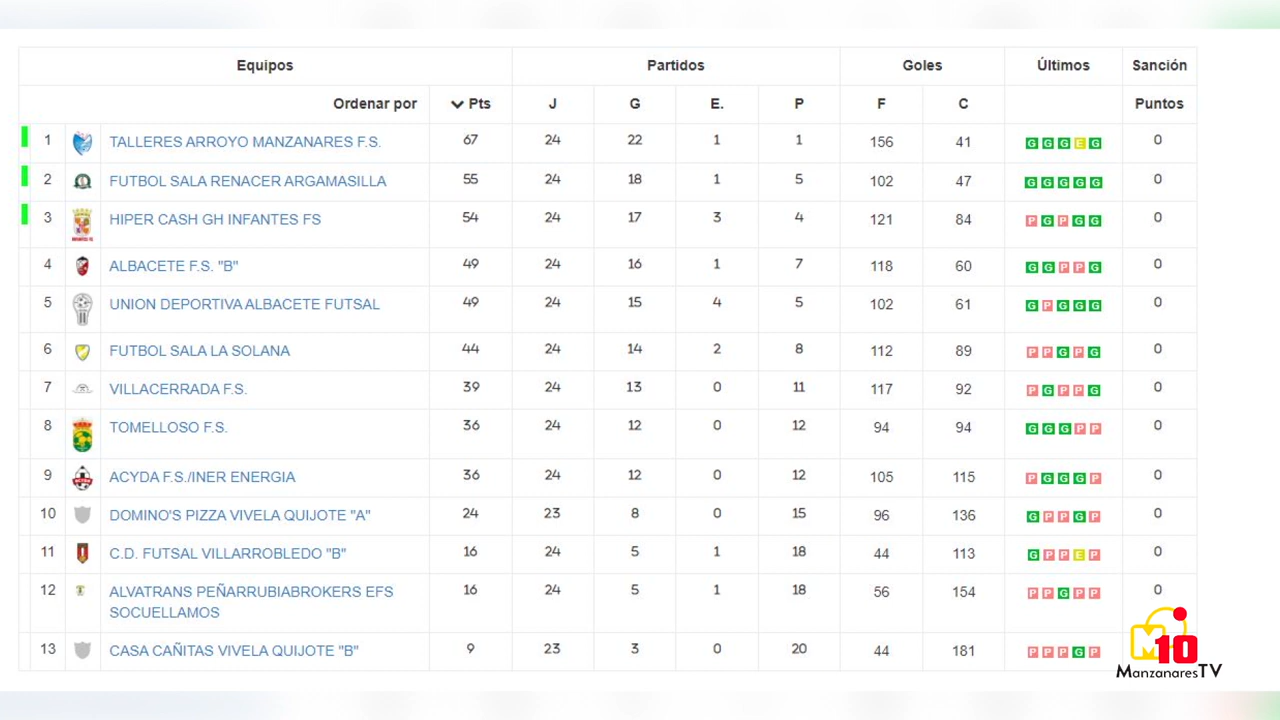 Equipos Partidos Goles Últimos Sanción
Ordenar por Pts J G E. P F C Puntos
1 TALLERES ARROYO MANZANARES F.S. 67 24 22 1 1 156 41 G G G E G 0
2 FUTBOL SALA RENACER ARGAMASILLA 55 24 18 1 5 102 47 G G G G G 0
3 HIPER CASH GH INFANTES FS 54 24 17 3 4 121 84 P G P G G 0
4 ALBACETE F.S. "B" 49 24 16 1 7 118 60 G G P P G 0
5 UNION DEPORTIVA ALBACETE FUTSAL 49 24 15 4 5 102 61 G P G G G 0
6 FUTBOL SALA LA SOLANA 44 24 14 2 8 112 89 P P G P G 0
7 VILLACERRADA F.S. 39 24 13 0 11 117 92 P G P P G 0
8 TOMELLOSO F.S. 36 24 12 0 12 94 94 G G G P P 0
9 ACYDA F.S./INER ENERGIA 36 24 12 0 12 105 115 P G G G P 0
10 DOMINO'S PIZZA VIVELA QUIJOTE "A" 24 23 8 0 15 96 136 G P P G P 0
11 C.D. FUTSAL VILLARROBLEDO "B" 16 24 5 1 18 44 113 G P P E P 0
12 ALVATRANS PEÑARRUBIABROKERS EFS 16 24 5 1 18 56 154 P P G P P 0
SOCUELLAMOS
13 CASA CAÑITAS VIVELA QUIJOTE "B" 9 23 3 0 20 44 181 P P P G P
M10
ManzanaresTV